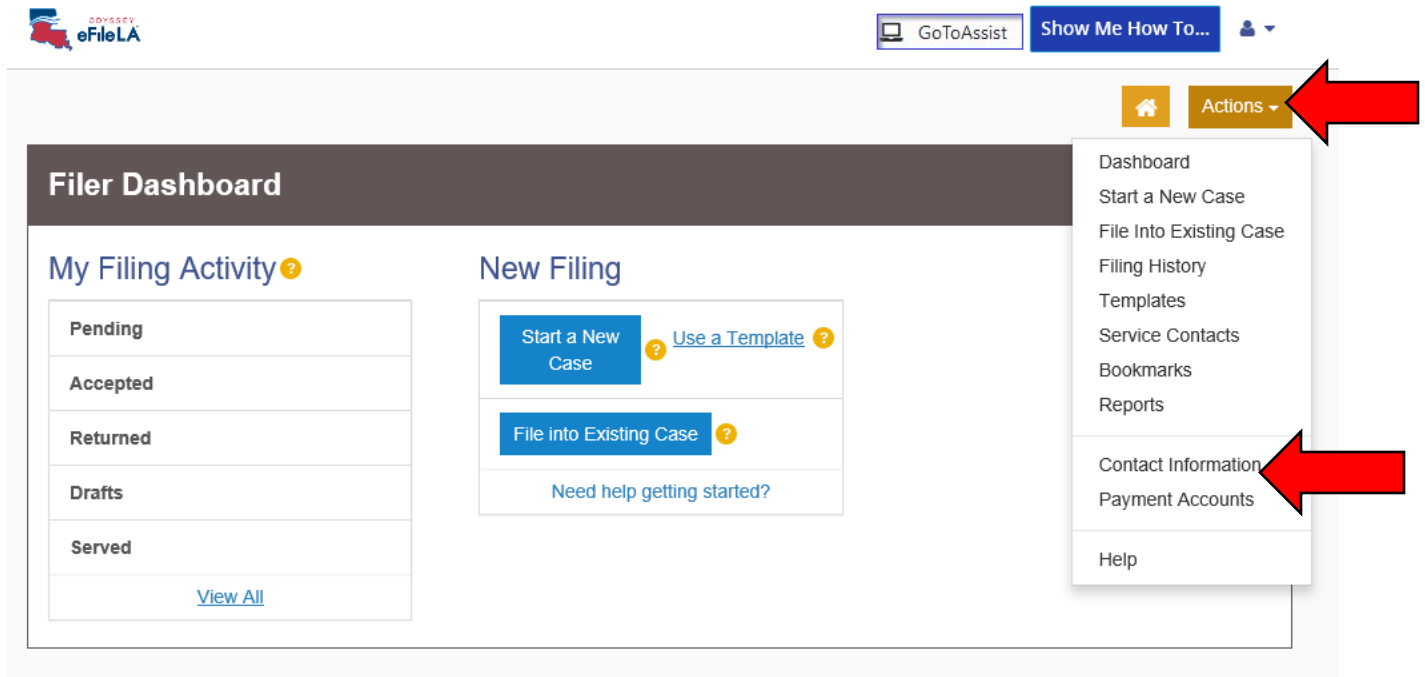 ODYSSEY
eFileLA
GoToAssist
Show Me How To...
Actions
Filer Dashboard
My Filing Activity ?
Pending
Accepted
Returned
Drafts
Served
View All
New Filing
Start a New
Case
?
Use a Template ?
File into Existing Case ?
Need help getting started?
Dashboard
Start a New Case
File Into Existing Case
Filing History
Templates
Service Contacts
Bookmarks
Reports
Contact Information
Payment Accounts
Help